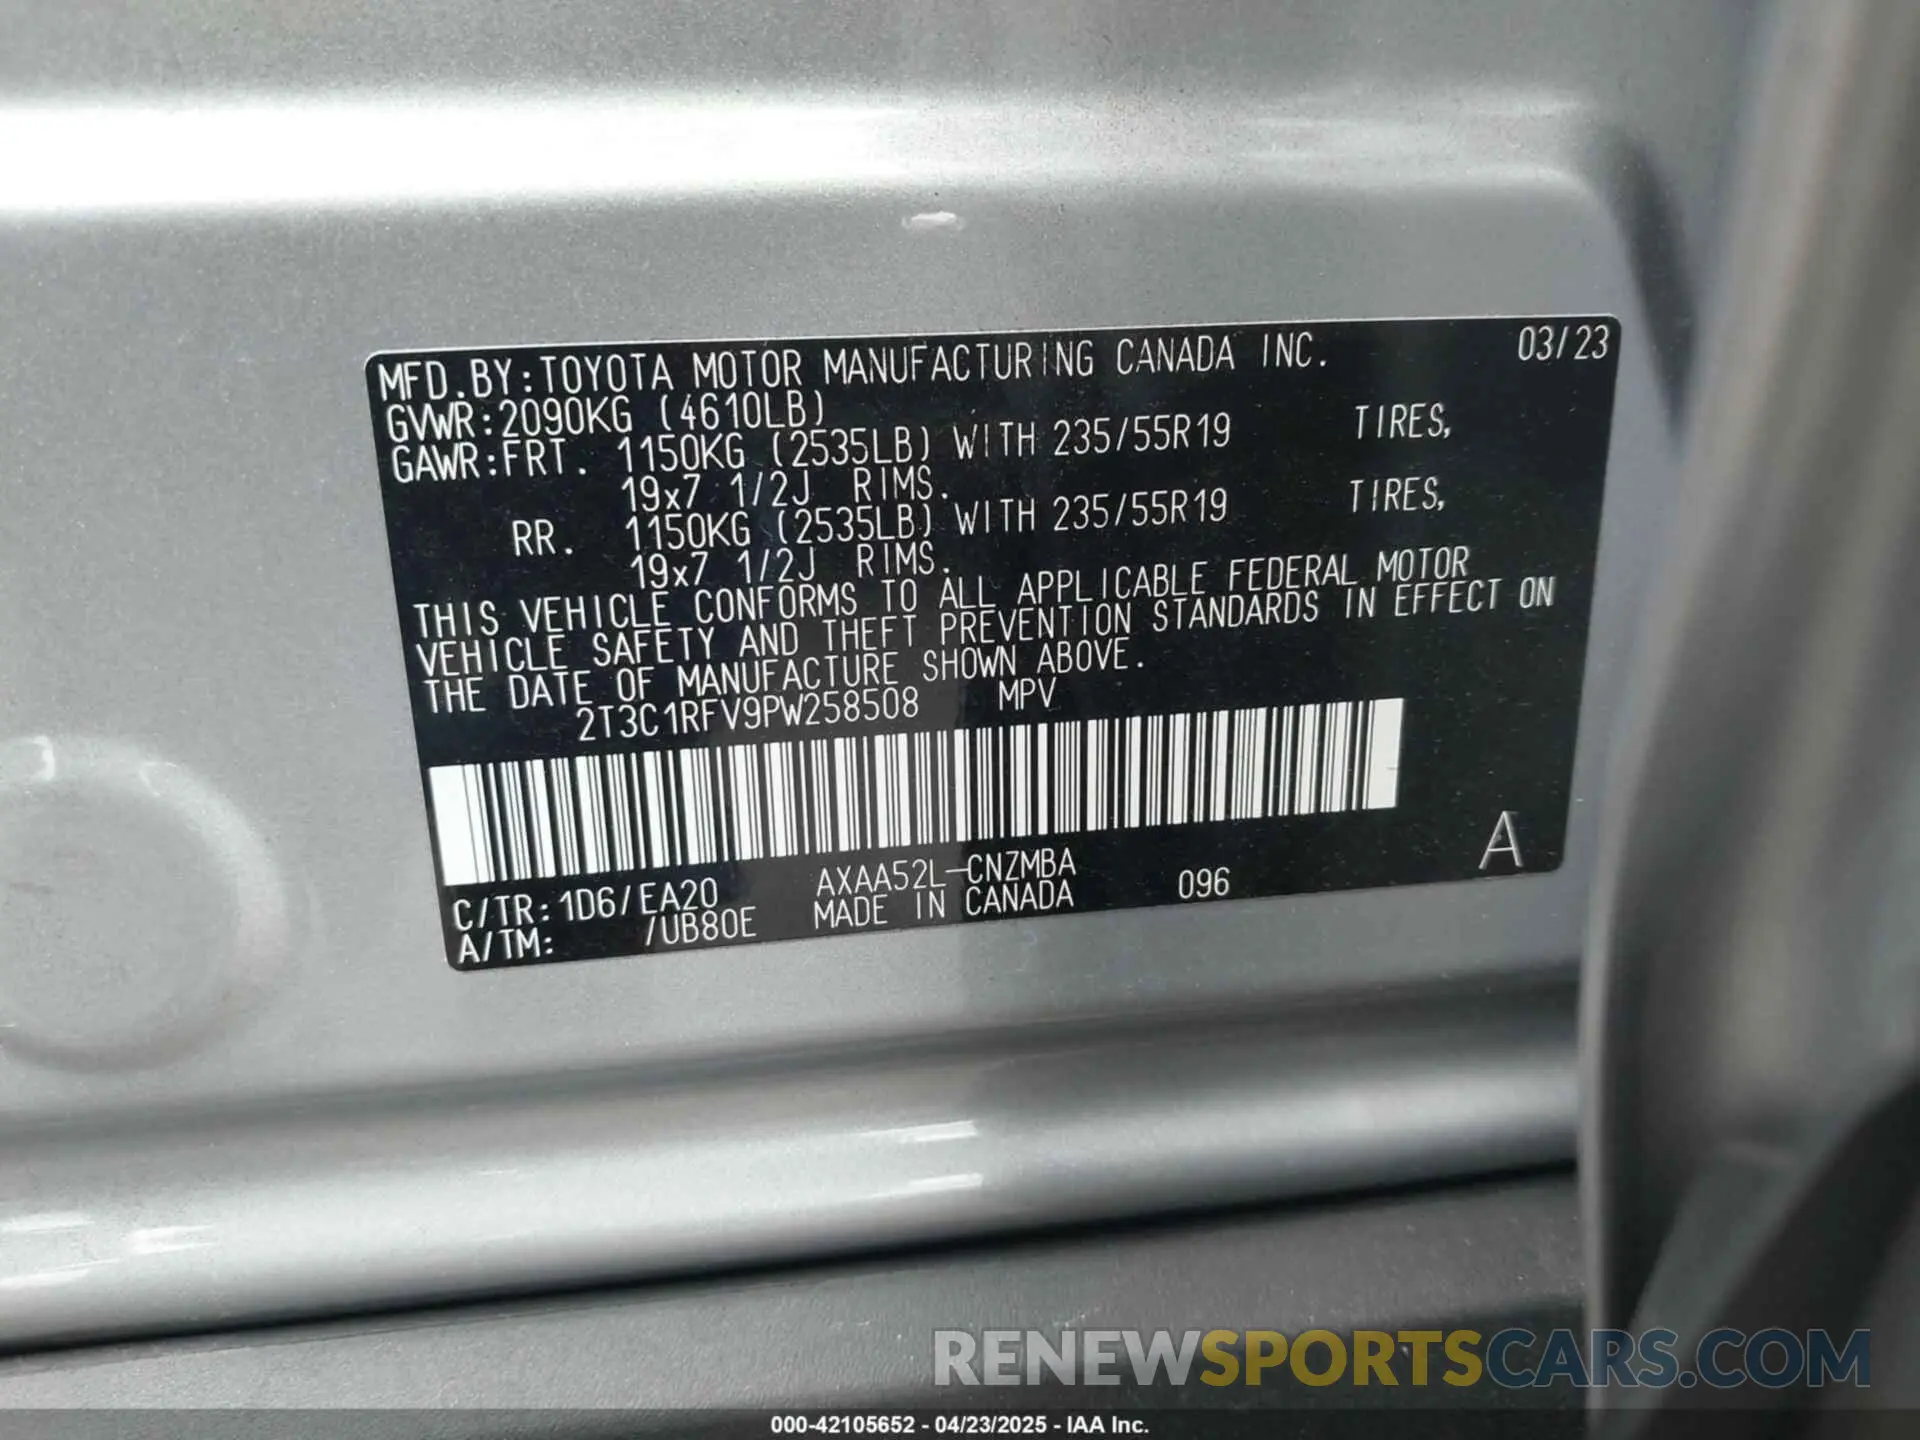 MFD.BY:TOYOTA MOTOR MANUFACTURING CANADA INC. 03/23
GVWR:2090KG (4610LB)
GAWR:FRT. 1150KG (2535LB) WITH 235/55R19 TIRES,
19x7 1/2J RIMS.
RR. 1150KG (2535LB) WITH 235/55R19 TIRES,
19x7 1/2J RIMS.
THIS VEHICLE CONFORMS TO ALL APPLICABLE FEDERAL MOTOR
VEHICLE SAFETY AND THEFT PREVENTION STANDARDS IN EFFECT ON
THE DATE OF MANUFACTURE SHOWN ABOVE.
2T3C1RFV9PW258508 MPV
A
C/TR:1D6/EA20 AXAA52L-CNZMBA 096
A/TM: /UB80E MADE IN CANADA
RENEWSPORTSCARS.COM
000-42105652 - 04/23/2025 - IAA Inc.